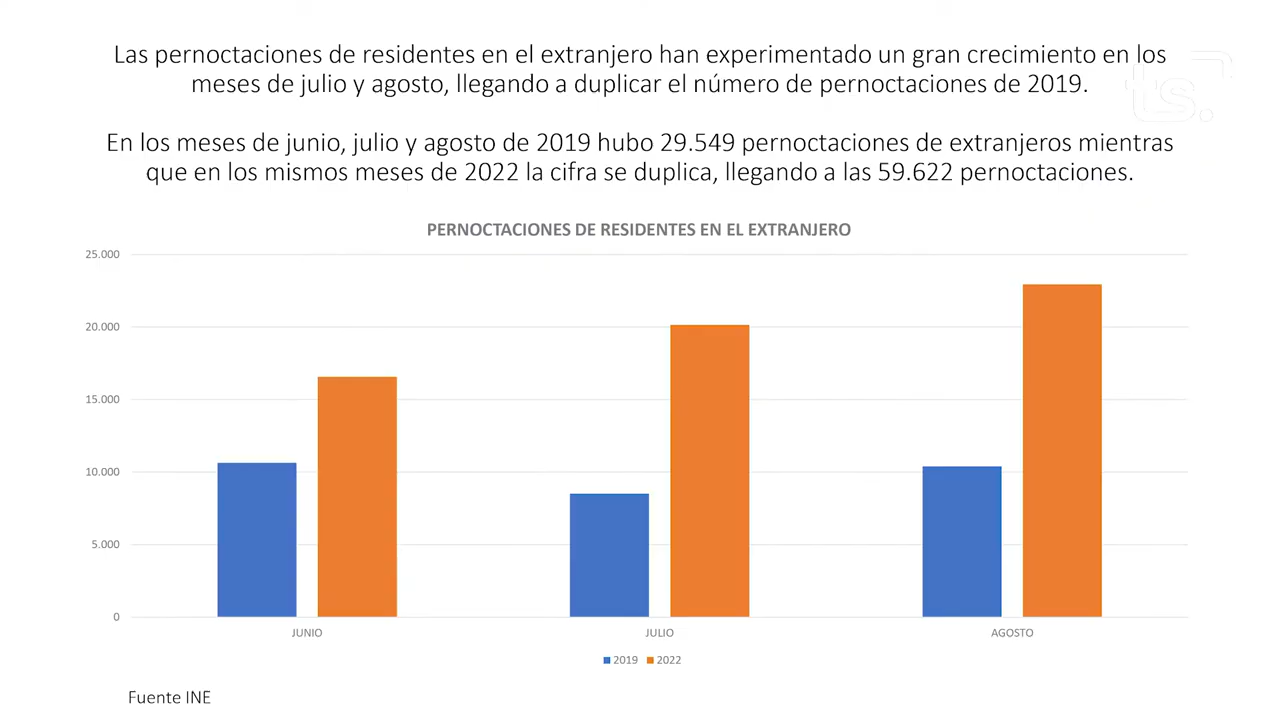 Las pernoctaciones de residentes en el extranjero han experimentado un gran crecimiento en los
meses de julio y agosto, llegando a duplicar el número de pernoctaciones de 2019.
ts.
En los meses de junio, julio y agosto de 2019 hubo 29.549 pernoctaciones de extranjeros mientras
que en los mismos meses de 2022 la cifra se duplica, llegando a las 59.622 pernoctaciones.
PERNOCTACIONES DE RESIDENTES EN EL EXTRANJERO
25.000
20.000
15.000
10.000
5.000
0
JUNIO JULIO AGOSTO
2019 2022
Fuente INE